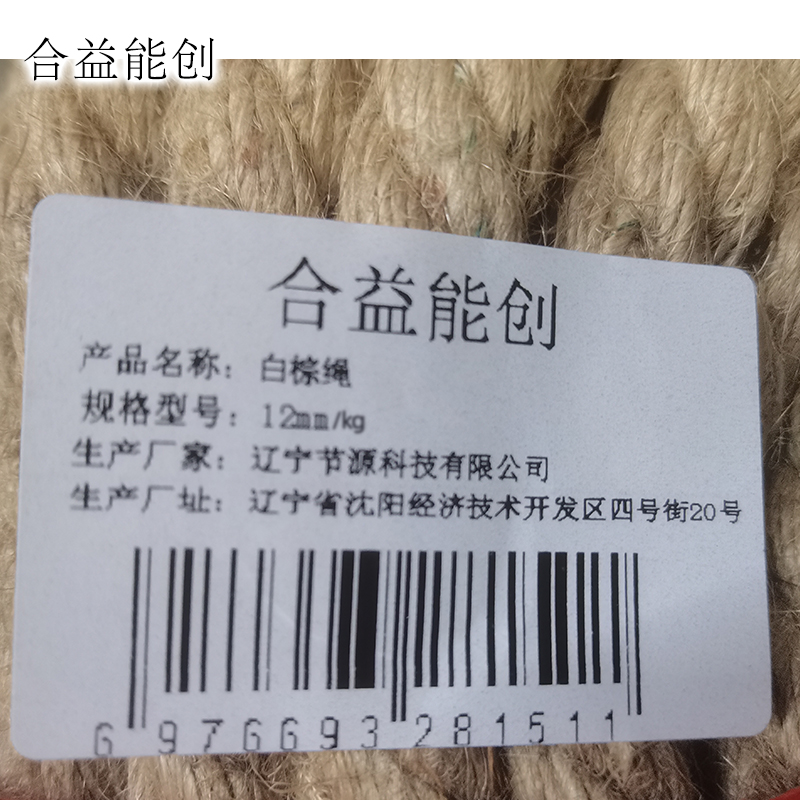 合益能创
合益能创
产品名称：白棕绳
规格型号：12mm/kg
生产厂家：辽宁节源科技有限公司
生产厂址：辽宁省沈阳经济技术开发区四号街20号
6 976693 281511